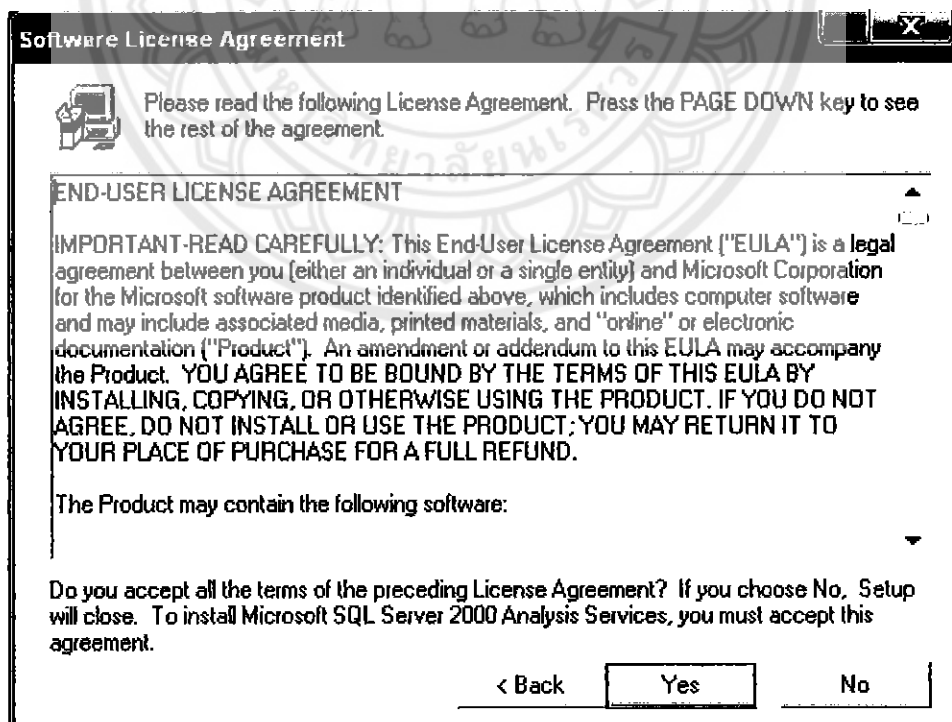 Software License Agreement
Please read the following License Agreement. Press the PAGE DOWN key to see
the rest of the agreement.
END-USER LICENSE AGREEMENT
IMPORTANT-READ CAREFULLY: This End-User License Agreement ("EULA") is a legal
agreement between you (either an individual or a single entity) and Microsoft Corporation
for the Microsoft software product identified above, which includes computer software
and may include associated media, printed materials, and "online" or electronic
documentation ("Product"). An amendment or addendum to this EULA may accompany
the Product. YOU AGREE TO BE BOUND BY THE TERMS OF THIS EULA BY
INSTALLING, COPYING, OR OTHERWISE USING THE PRODUCT. IF YOU DO NOT
AGREE, DO NOT INSTALL OR USE THE PRODUCT; YOU MAY RETURN IT TO
YOUR PLACE OF PURCHASE FOR A FULL REFUND.
The Product may contain the following software:
Do you accept all the terms of the preceding License Agreement? If you choose No, Setup
will close. To install Microsoft SQL Server 2000 Analysis Services, you must accept this
agreement.
< Back Yes No